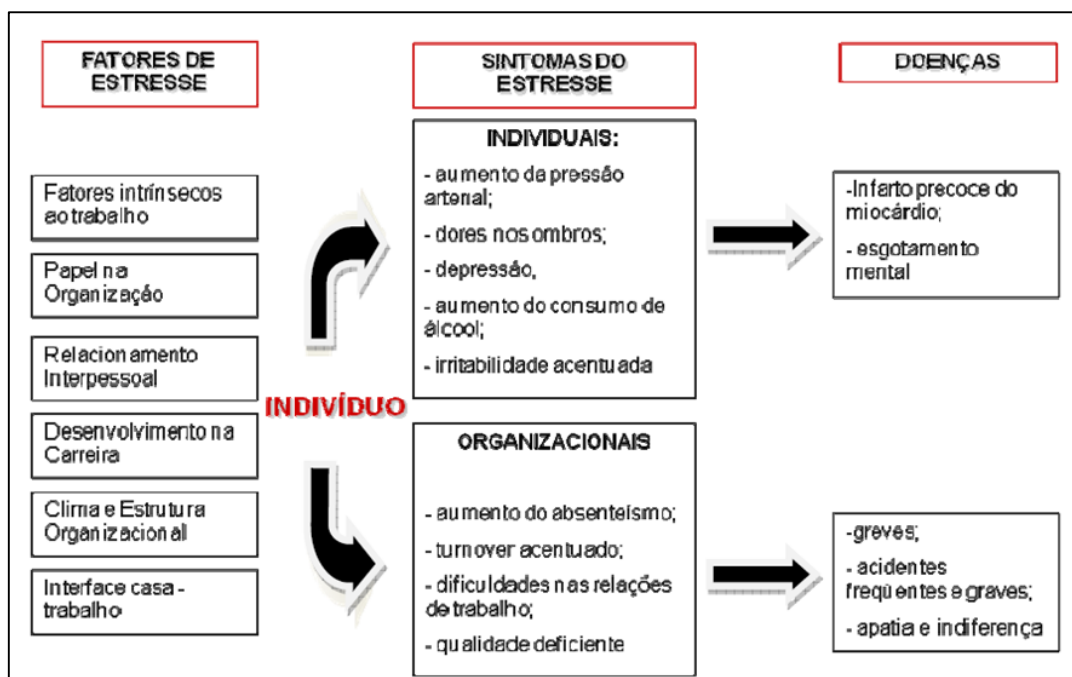 FATORES DE
ESTRESSE
Fatores intrínsecos
ao trabalho
Papel na
Organização
Relacionamento
Interpessoal
Desenvolvimento na
Carreira
Clima e Estrutura
Organizacional
Interface casa -
trabalho
INDIVÍDUO
SINTOMAS DO
ESTRESSE
INDIVIDUAIS:
- aumento da pressão
arterial;
- dores nos ombros;
- depressão,
- aumento do consumo de
álcool;
- irritabilidade acentuada
ORGANIZACIONAIS
- aumento do absenteísmo;
- turnover acentuado;
- dificuldades nas relações
de trabalho;
- qualidade deficiente
DOENÇAS
-Infarto precoce do
miocárdio;
- esgotamento
mental
-greves;
- acidentes
freqüentes e graves;
- apatia e indiferença